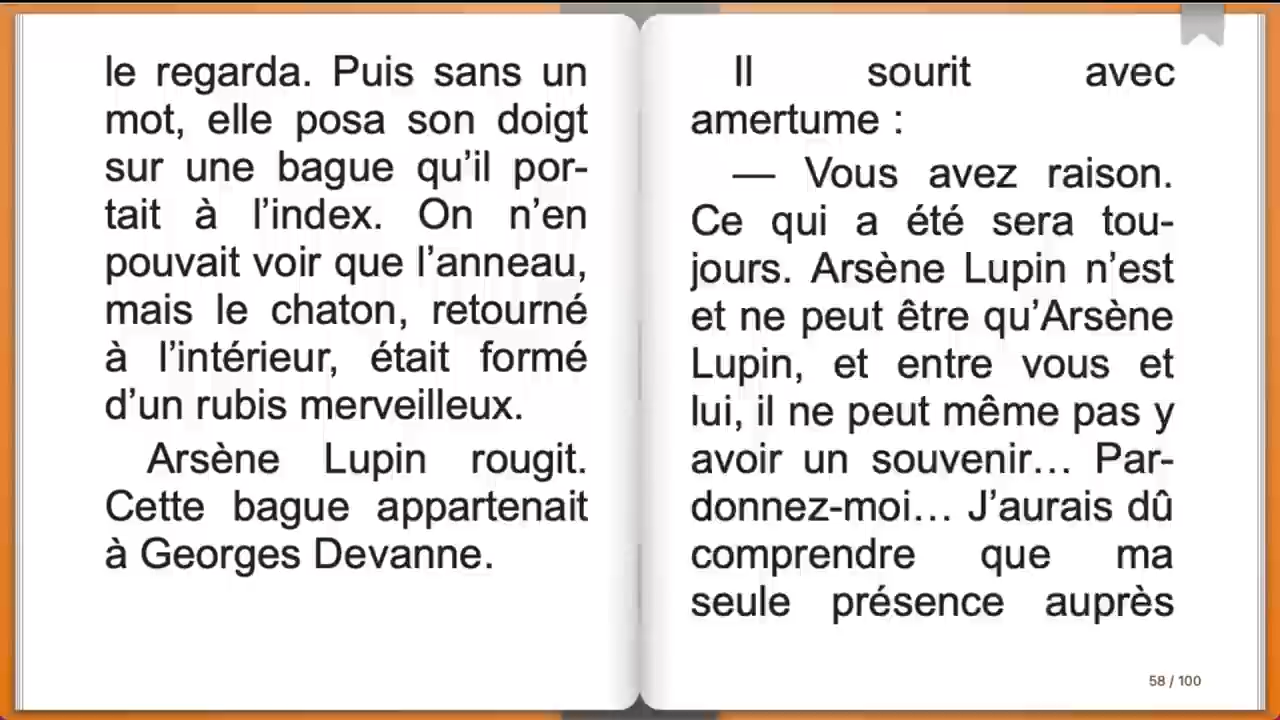 le regarda. Puis sans un
mot, elle posa son doigt
sur une bague qu’il por-
tait à l’index. On n’en
pouvait voir que l’anneau,
mais le chaton, retourné
à l’intérieur, était formé
d’un rubis merveilleux.
Arsène Lupin rougit.
Cette bague appartenait
à Georges Devanne.
Il sourit avec
amertume :
— Vous avez raison.
Ce qui a été sera tou-
jours. Arsène Lupin n’est
et ne peut être qu’Arsène
Lupin, et entre vous et
lui, il ne peut même pas y
avoir un souvenir… Par-
donnez-moi… J’aurais dû
comprendre que ma
seule présence auprès
58 / 100